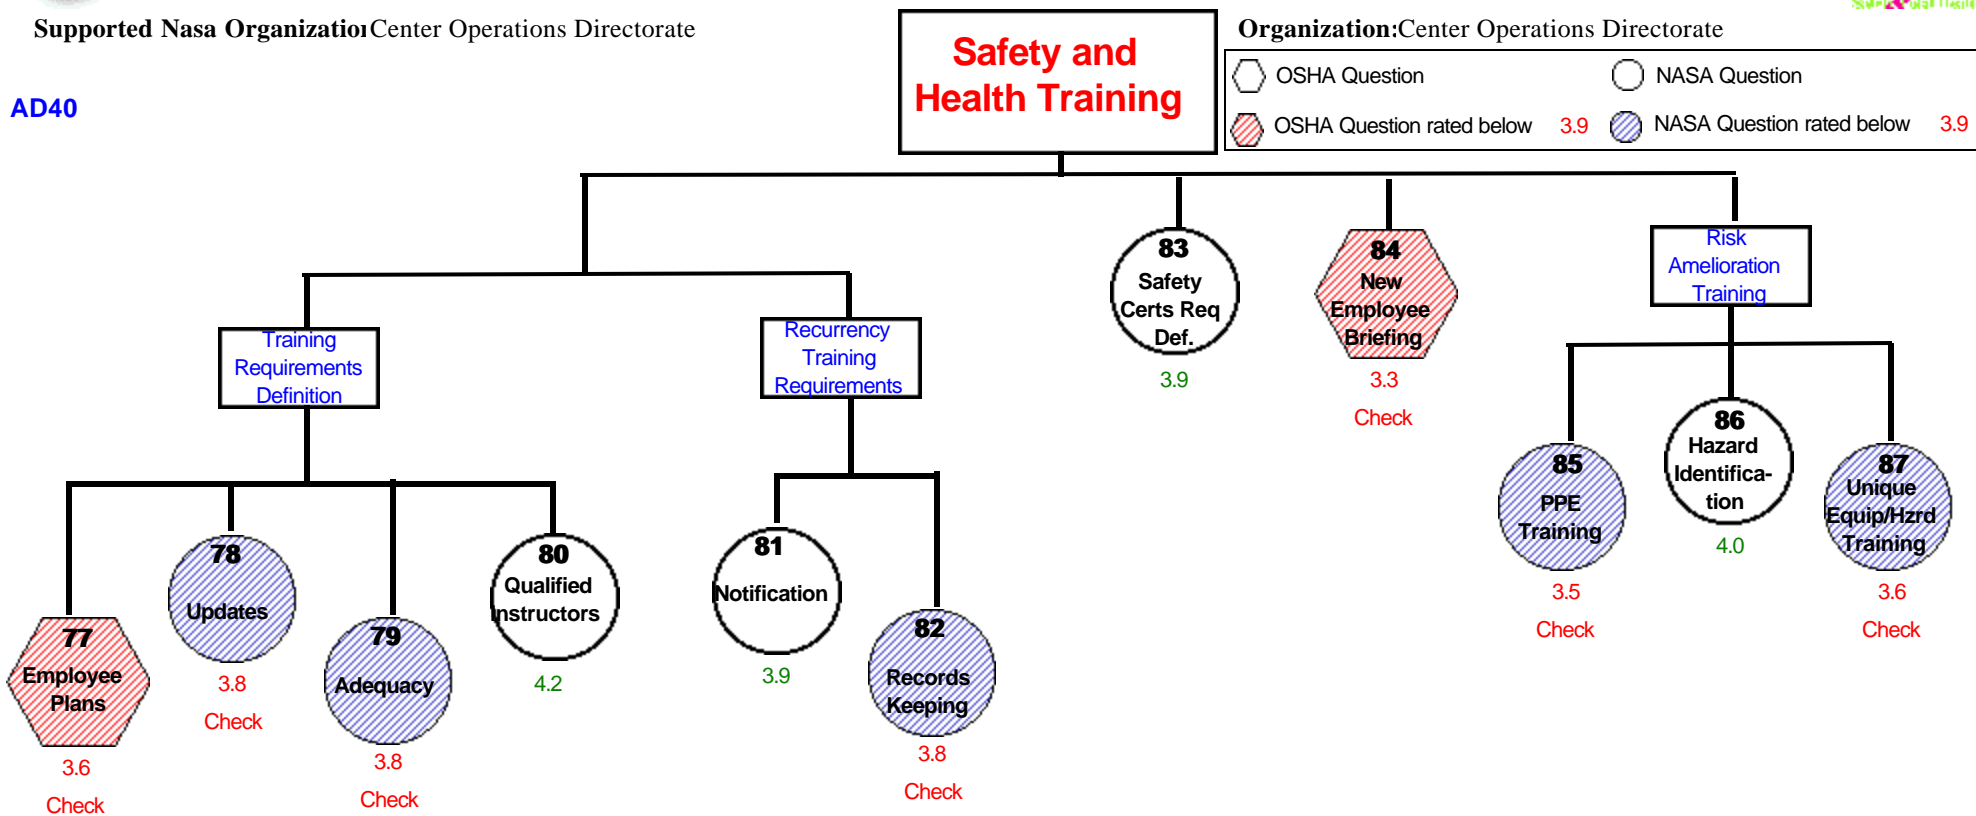 Supported Nasa Organization Center Operations Directorate
Organization:Center Operations Directorate
Safety and
Health Training
AD40
OSHA Question
NASA Question
OSHA Question rated below 3.9
NASA Question rated below 3.9
83
Safety
Certs Req
Def.
3.9
84
New
Employee
Briefing
3.3
Check
Risk
Amelioration
Training
Training
Requirements
Definition
Recurrency
Training
Requirements
77
Employee
Plans
3.6
Check
78
Updates
3.8
Check
79
Adequacy
3.8
Check
80
Qualified
Instructors
4.2
81
Notification
3.9
82
Records
Keeping
3.8
Check
85
PPE
Training
3.5
Check
86
Hazard
Identifica-
tion
4.0
87
Unique
Equip/Hzrd
Training
3.6
Check